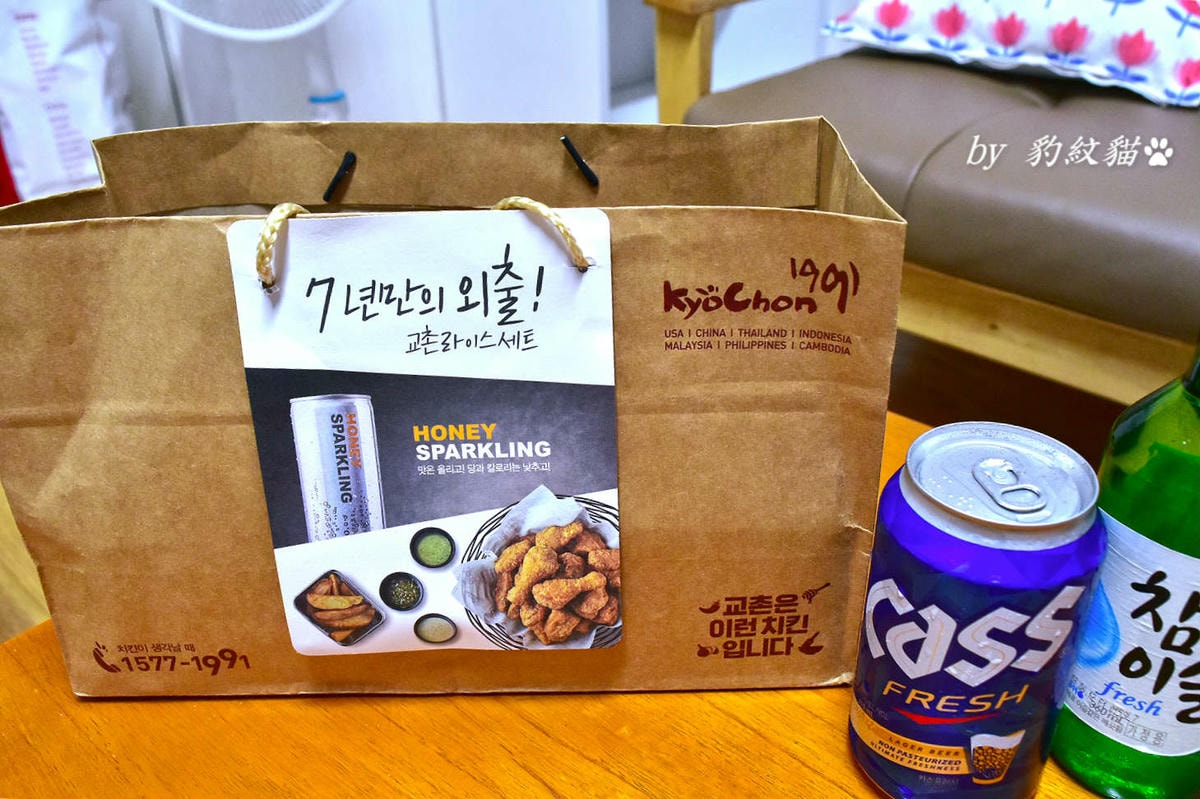 by 豹紋貓
7년만의 외출!
교촌라이스세트
HONEY
SPARKLING
맛은 올리고! 당과 칼로리는 낮추고!
HONEY
SPARKLING
KyoChon 1991
USA | CHINA | THAILAND | INDONESIA
MALAYSIA | PHILIPPINES | CAMBODIA
교촌은
이런 치킨
입니다
치킨이 생각날 때
1577-1991
Cass
FRESH
LAGER BEER
NON PASTEURIZED
ULTIMATE FRESHNESS
참
이슬
fresh
360mL